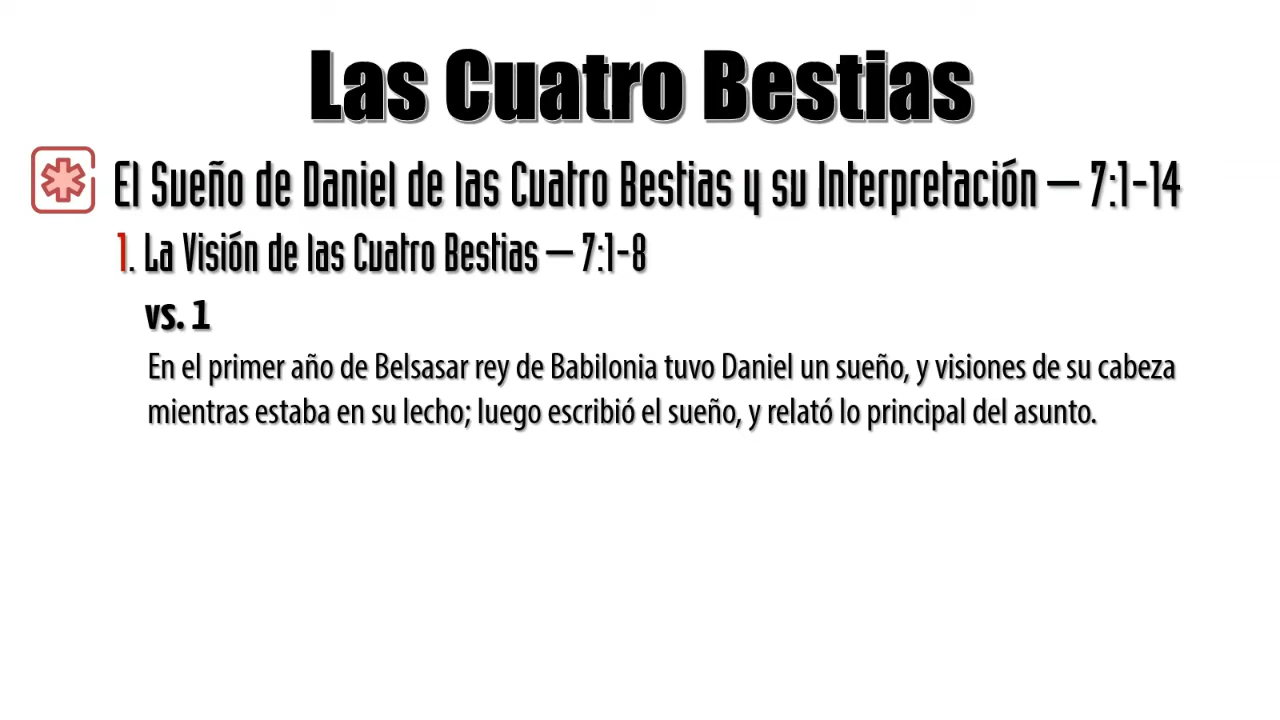 Las Cuatro Bestias
El Sueño de Daniel de las Cuatro Bestias y su Interpretación — 7:1-14
1. La Visión de las Cuatro Bestias — 7:1-8
vs. 1
En el primer año de Belsasar rey de Babilonia tuvo Daniel un sueño, y visiones de su cabeza
mientras estaba en su lecho; luego escribió el sueño, y relató lo principal del asunto.